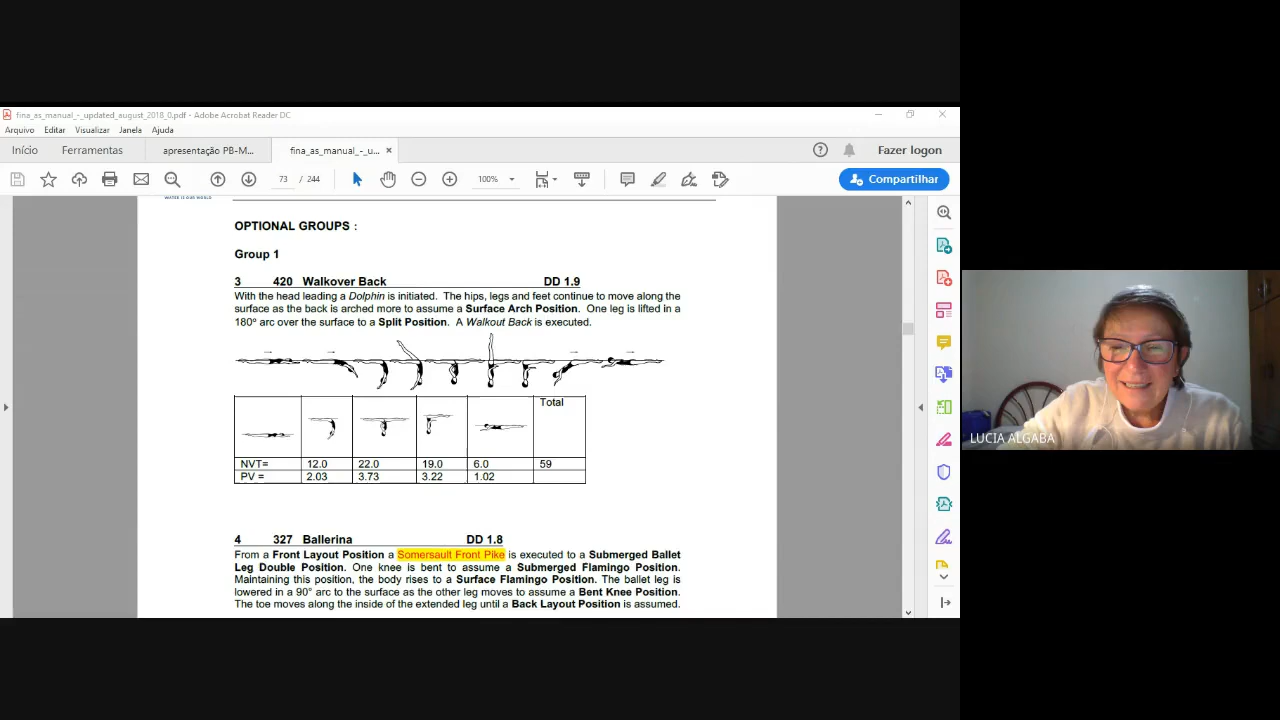 fina_as_manual_-_updated_august_2018_0.pdf - Adobe Acrobat Reader DC
Arquivo Editar Visualizar Janela Ajuda
Início Ferramentas apresentação PB-M... fina_as_manual_-_u... × Fazer logon
73 / 244 100% Compartilhar
WATER IS OUR WORLD
OPTIONAL GROUPS :
Group 1
3 420 Walkover Back DD 1.9
With the head leading a Dolphin is initiated. The hips, legs and feet continue to move along the
surface as the back is arched more to assume a Surface Arch Position. One leg is lifted in a
180º arc over the surface to a Split Position. A Walkout Back is executed.
Total
NVT= 12.0 22.0 19.0 6.0 59
PV = 2.03 3.73 3.22 1.02
4 327 Ballerina DD 1.8
From a Front Layout Position a Somersault Front Pike is executed to a Submerged Ballet
Leg Double Position. One knee is bent to assume a Submerged Flamingo Position.
Maintaining this position, the body rises to a Surface Flamingo Position. The ballet leg is
lowered in a 90º arc to the surface as the other leg moves to assume a Bent Knee Position.
The toe moves along the inside of the extended leg until a Back Layout Position is assumed.
LUCIA ALGABA